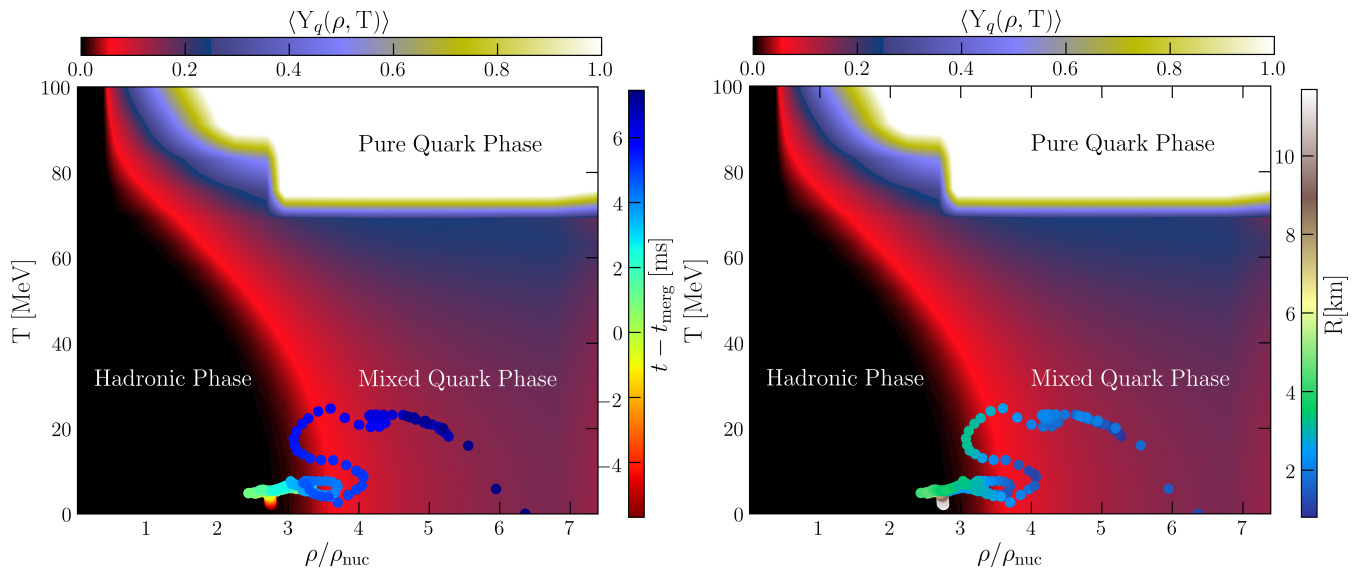 ⟨Y_q(ρ, T)⟩
0.0 0.2 0.4 0.6 0.8 1.0
100
80
60
40
20
0
T [MeV]
Pure Quark Phase
Hadronic Phase
Mixed Quark Phase
1 2 3 4 5 6 7
ρ/ρ_nuc
6
4
2
0
−2
−4
t − t_merg [ms]
⟨Y_q(ρ, T)⟩
0.0 0.2 0.4 0.6 0.8 1.0
100
80
60
40
20
0
T [MeV]
Pure Quark Phase
Hadronic Phase
Mixed Quark Phase
1 2 3 4 5 6 7
ρ/ρ_nuc
10
8
6
4
2
R[km]